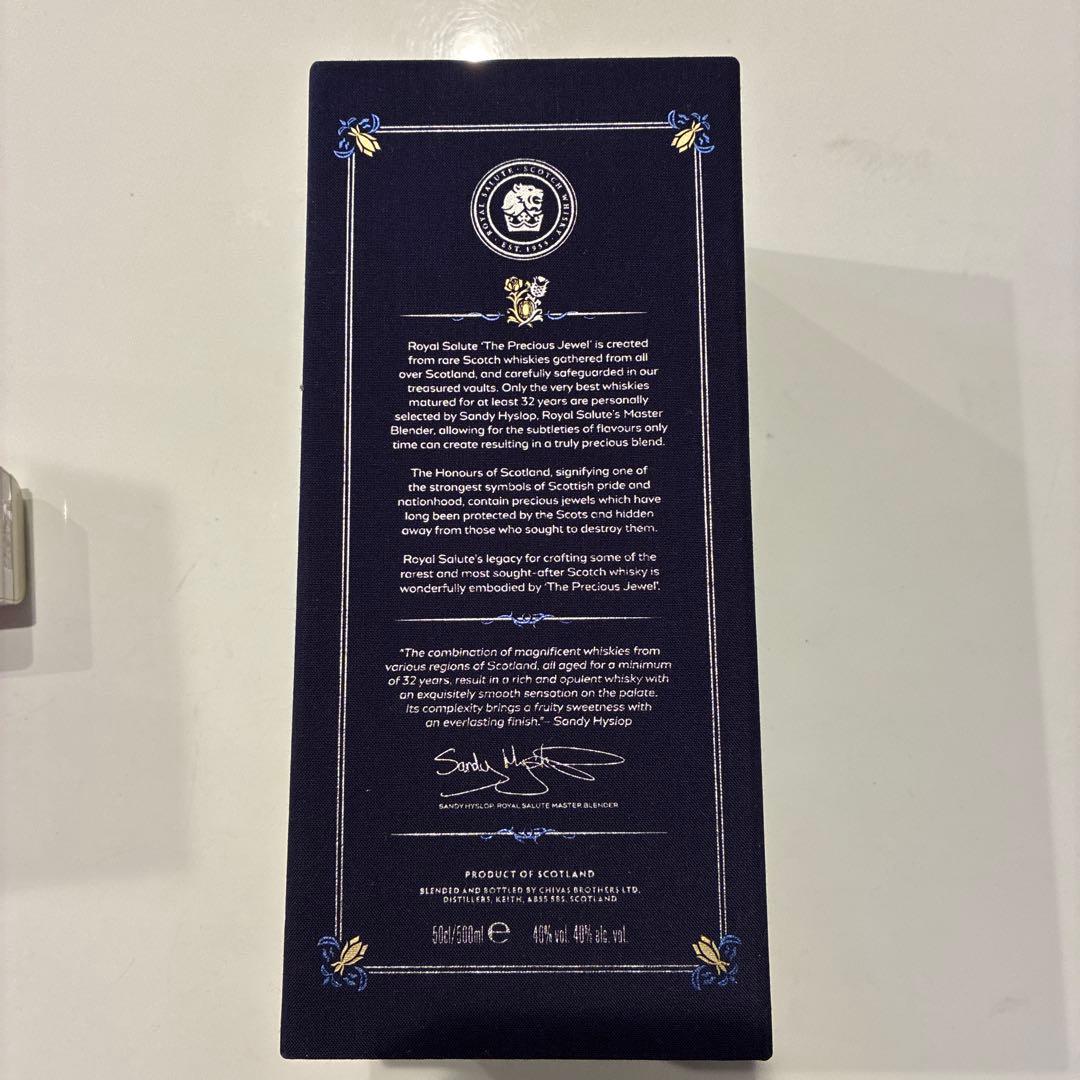 ROYAL SALUTE · SCOTCH WHISKY
· EST. 1953 ·
Royal Salute 'The Precious Jewel' is created
from rare Scotch whiskies gathered from all
over Scotland, and carefully safeguarded in our
treasured vaults. Only the very best whiskies
matured for at least 32 years are personally
selected by Sandy Hyslop, Royal Salute's Master
Blender, allowing for the subtleties of flavours only
time can create resulting in a truly precious blend.
The Honours of Scotland, signifying one of
the strongest symbols of Scottish pride and
nationhood, contain precious jewels which have
long been protected by the Scots and hidden
away from those who sought to destroy them.
Royal Salute's legacy for crafting some of the
rarest and most sought-after Scotch whisky is
wonderfully embodied by 'The Precious Jewel'.
"The combination of magnificent whiskies from
various regions of Scotland, all aged for a minimum
of 32 years, result in a rich and opulent whisky with
an exquisitely smooth sensation on the palate.
Its complexity brings a fruity sweetness with
an everlasting finish."– Sandy Hyslop
Sandy Hyslop
SANDY HYSLOP, ROYAL SALUTE MASTER BLENDER
PRODUCT OF SCOTLAND
BLENDED AND BOTTLED BY CHIVAS BROTHERS LTD,
DISTILLERS, KEITH, AB55 5BS, SCOTLAND
50cl/500ml e 40% vol. 40% alc. vol.